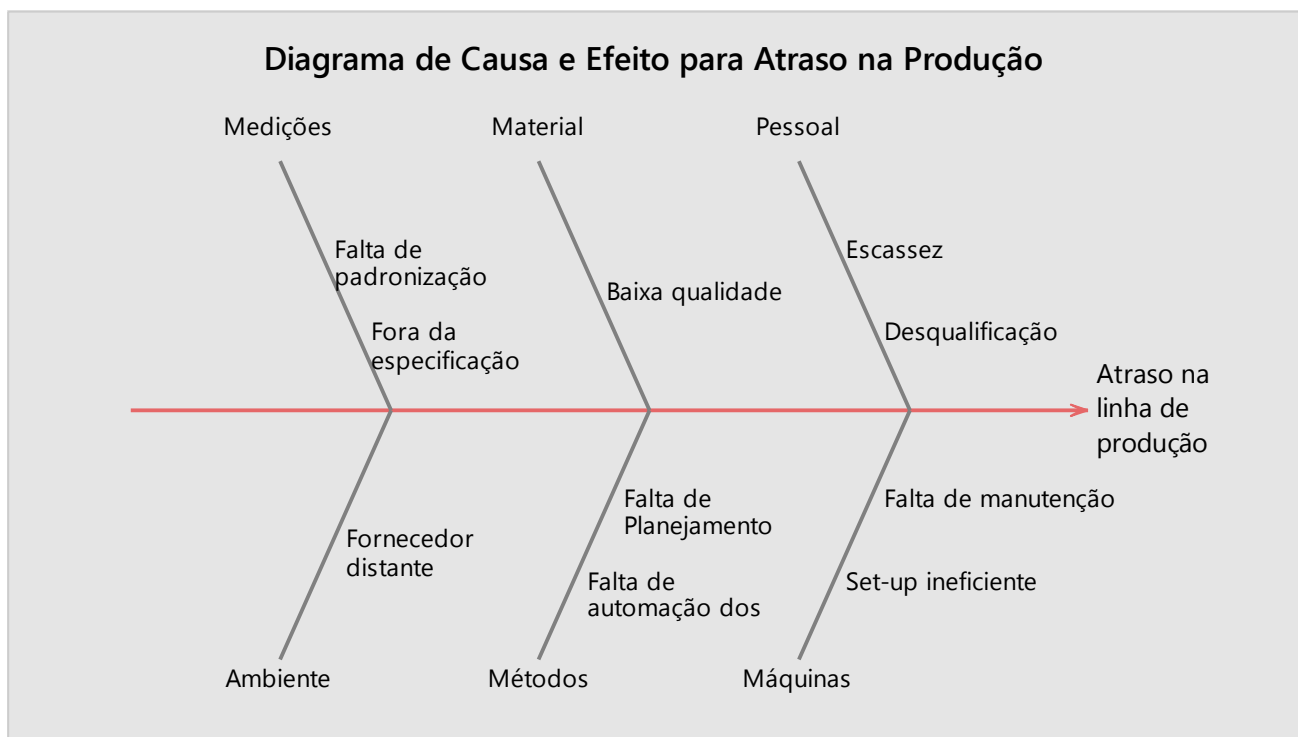 Diagrama de Causa e Efeito para Atraso na Produção
Medições
Material
Pessoal
Falta de
padronização
Fora da
especificação
Baixa qualidade
Escassez
Desqualificação
Atraso na
linha de
produção
Fornecedor
distante
Falta de
Planejamento
Falta de
automação dos
Falta de manutenção
Set-up ineficiente
Ambiente
Métodos
Máquinas